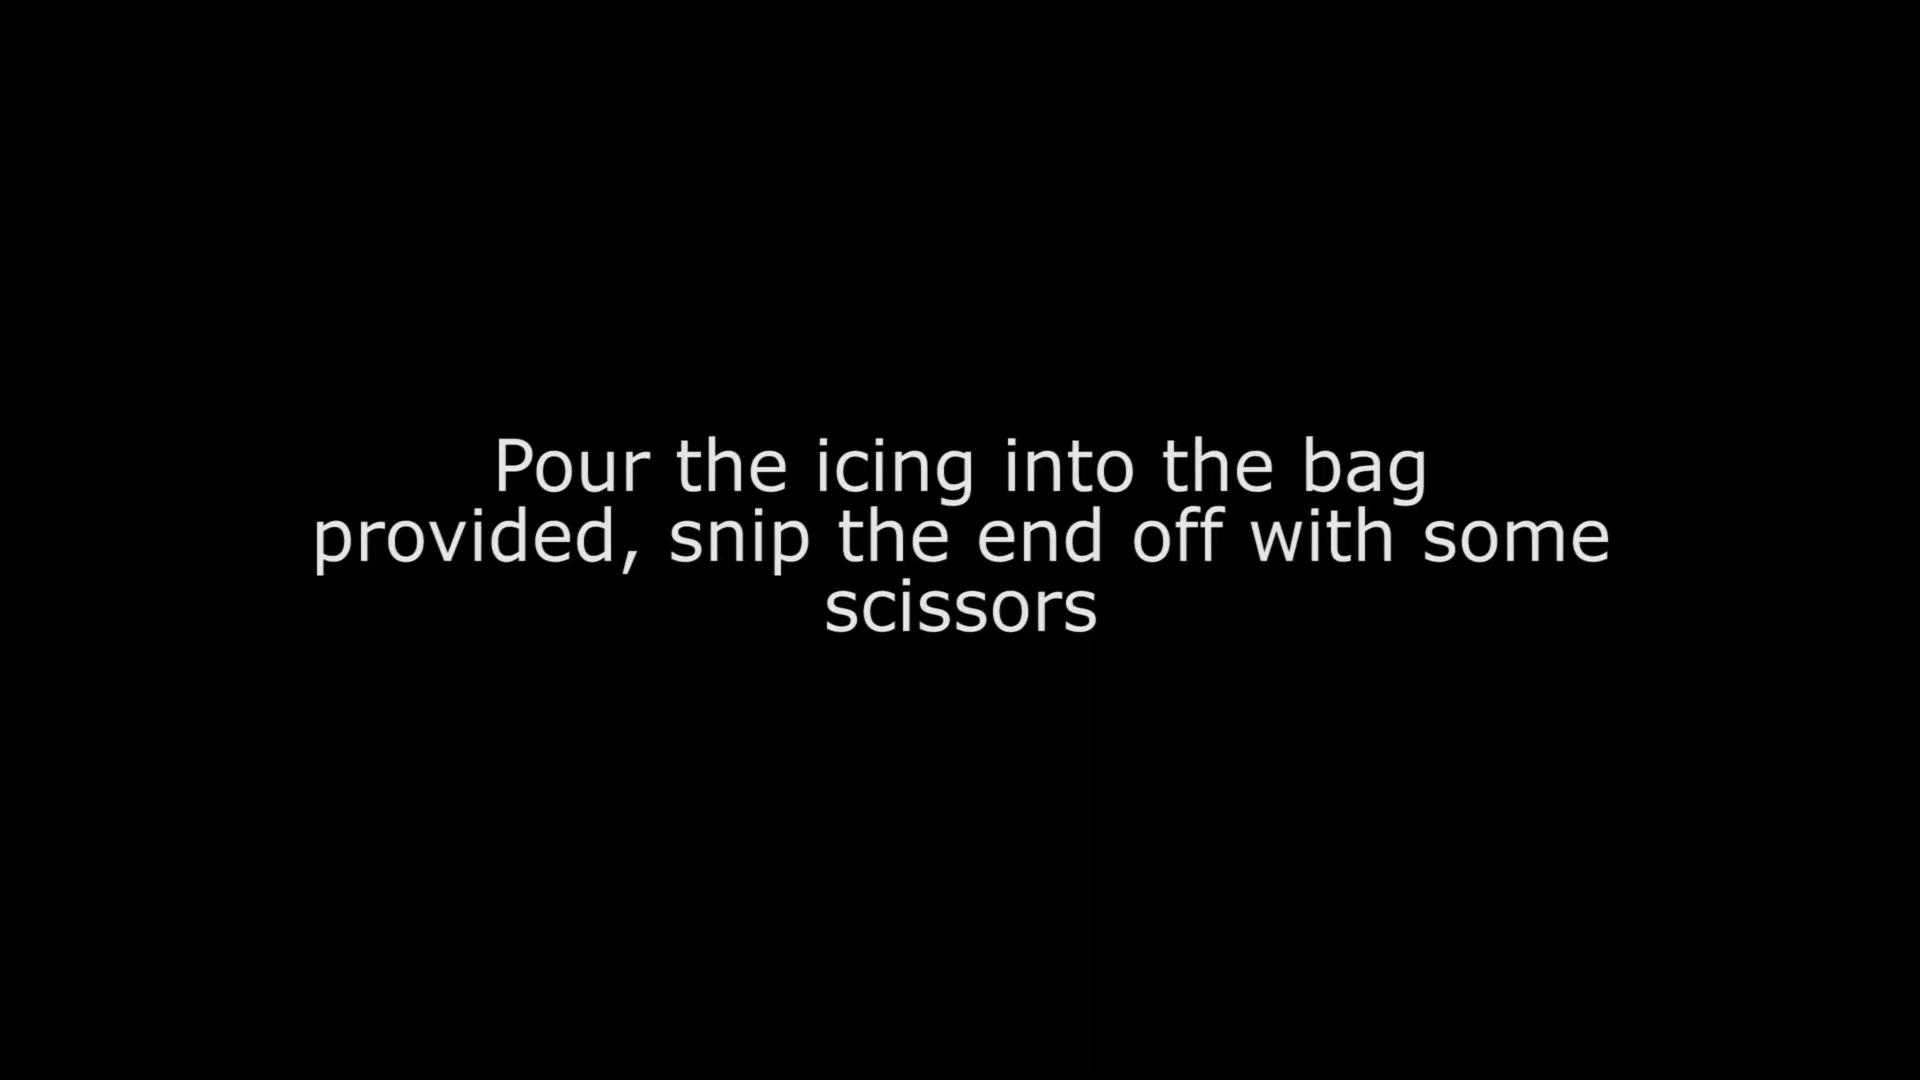 Pour the icing into the bag
provided, snip the end off with some
scissors